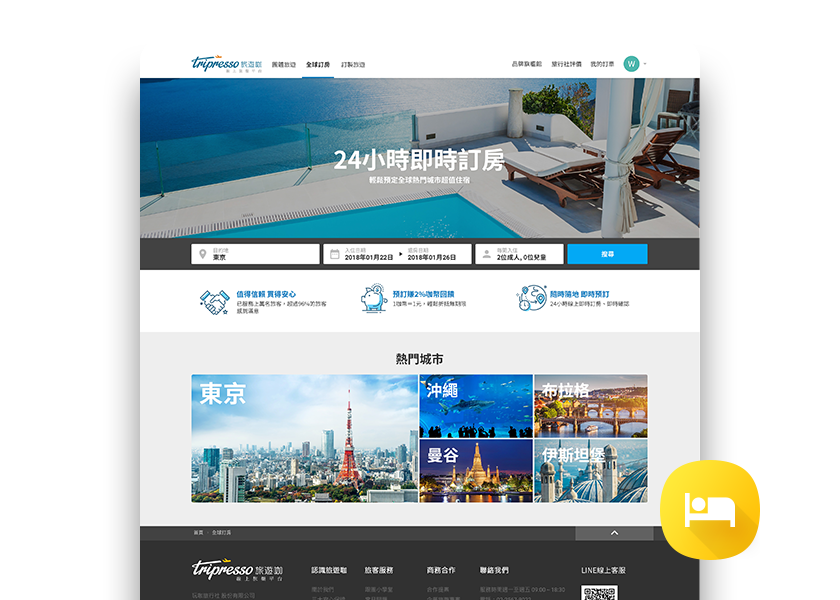 Tripresso 旅遊咖
線上旅遊平台
團體旅遊
全球訂房
訂製旅遊
品牌旗艦館
旅行社評價
我的訂單
W
24小時即時訂房
輕鬆預定全球熱門城市超值住宿
目的地
東京
入住日期
2018年01月22日
退房日期
2018年01月26日
2位成人, 0位兒童
搜尋
值得信賴 買得安心
已服務上萬名旅客，超過96%的旅客
感到滿意
預訂賺2%咖幣回饋
1咖幣=1元，輕鬆折抵無限制
隨時隨地 即時預訂
24小時線上即時訂房、即時確認
熱門城市
東京
沖繩
布拉格
曼谷
伊斯坦堡
首頁
全球訂房
Tripresso 旅遊咖
線上旅遊平台
認識旅遊咖
旅客服務
商務合作
聯絡我們
LINE線上客服